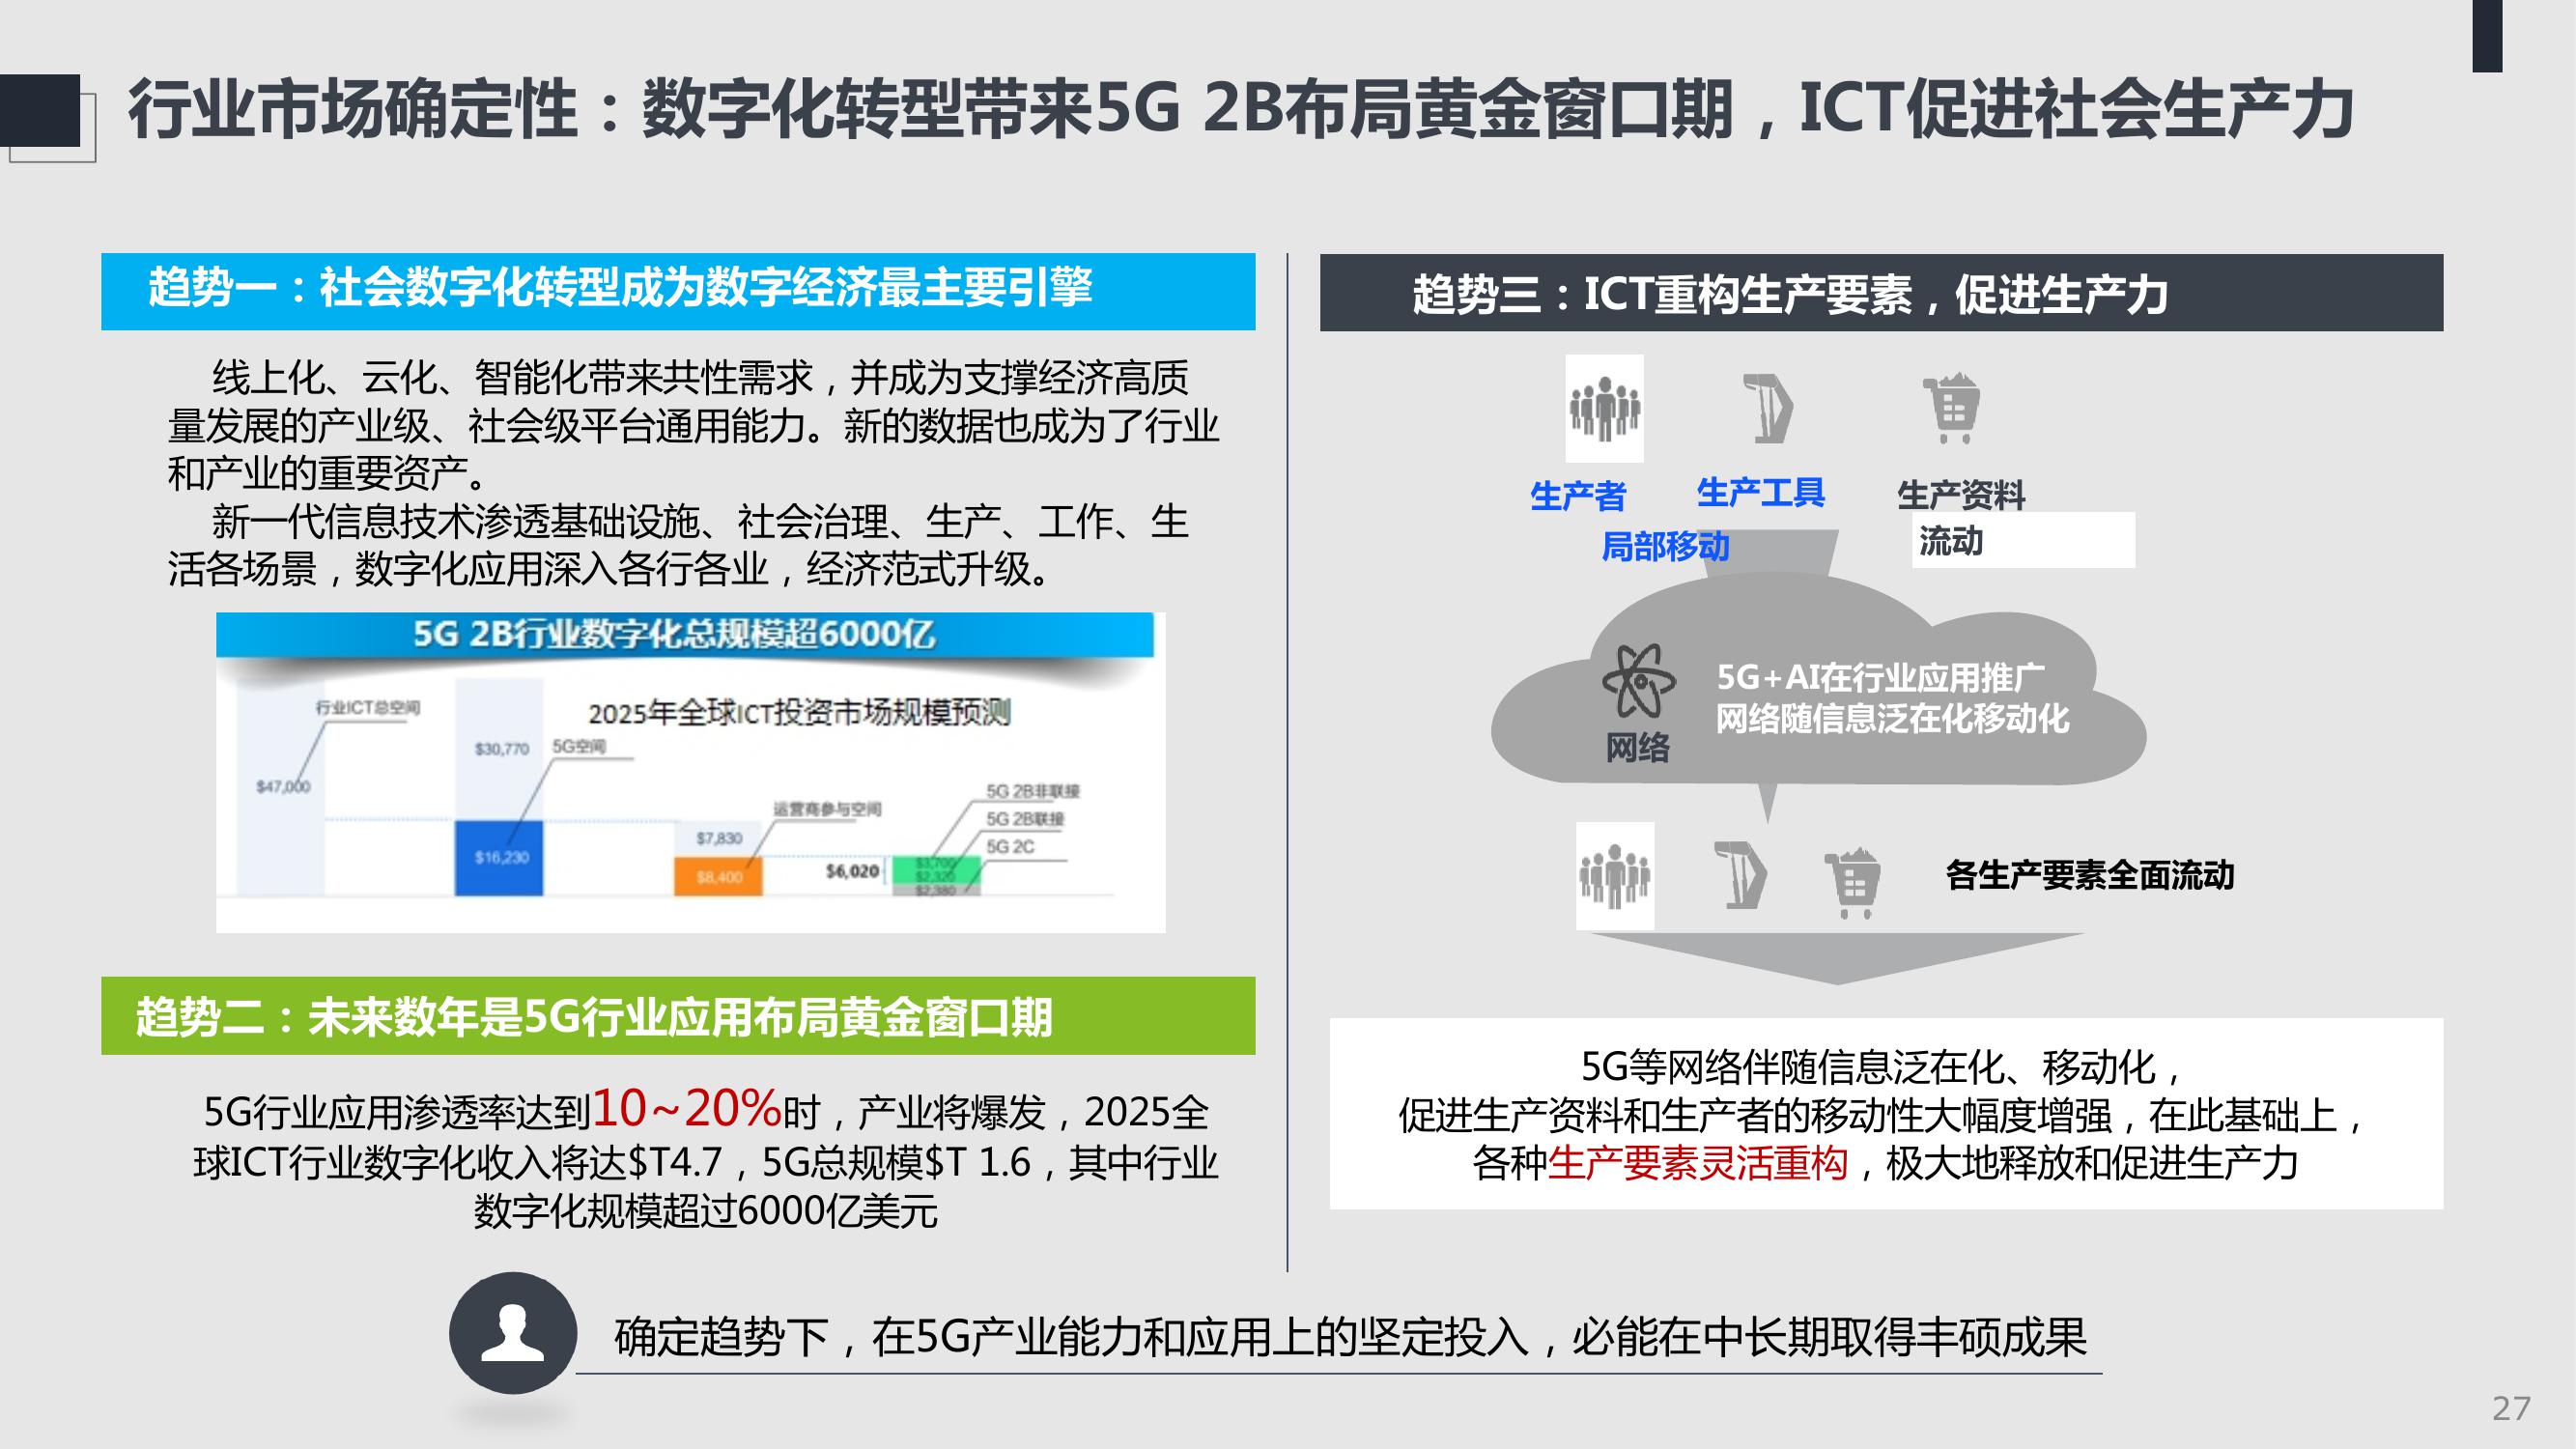 行业市场确定性：数字化转型带来5G 2B布局黄金窗口期，ICT促进社会生产力
趋势一：社会数字化转型成为数字经济最主要引擎
线上化、云化、智能化带来共性需求，并成为支撑经济高质
量发展的产业级、社会级平台通用能力。新的数据也成为了行业
和产业的重要资产。
新一代信息技术渗透基础设施、社会治理、生产、工作、生
活各场景，数字化应用深入各行各业，经济范式升级。
5G 2B行业数字化总规模超6000亿
2025年全球ICT投资市场规模预测
行业ICT总空间
$47,000
$30,770
5G空间
$16,230
运营商参与空间
$7,830
$8,400
5G 2B非联接
5G 2B联接
5G 2C
$6,020
$3,700
$2,320
$2,380
趋势二：未来数年是5G行业应用布局黄金窗口期
5G行业应用渗透率达到10~20%时，产业将爆发，2025全
球ICT行业数字化收入将达$T4.7，5G总规模$T 1.6，其中行业
数字化规模超过6000亿美元
趋势三：ICT重构生产要素，促进生产力
生产者
生产工具
生产资料
局部移动
流动
网络
5G+AI在行业应用推广
网络随信息泛在化移动化
各生产要素全面流动
5G等网络伴随信息泛在化、移动化，
促进生产资料和生产者的移动性大幅度增强，在此基础上，
各种生产要素灵活重构，极大地释放和促进生产力
确定趋势下，在5G产业能力和应用上的坚定投入，必能在中长期取得丰硕成果
27